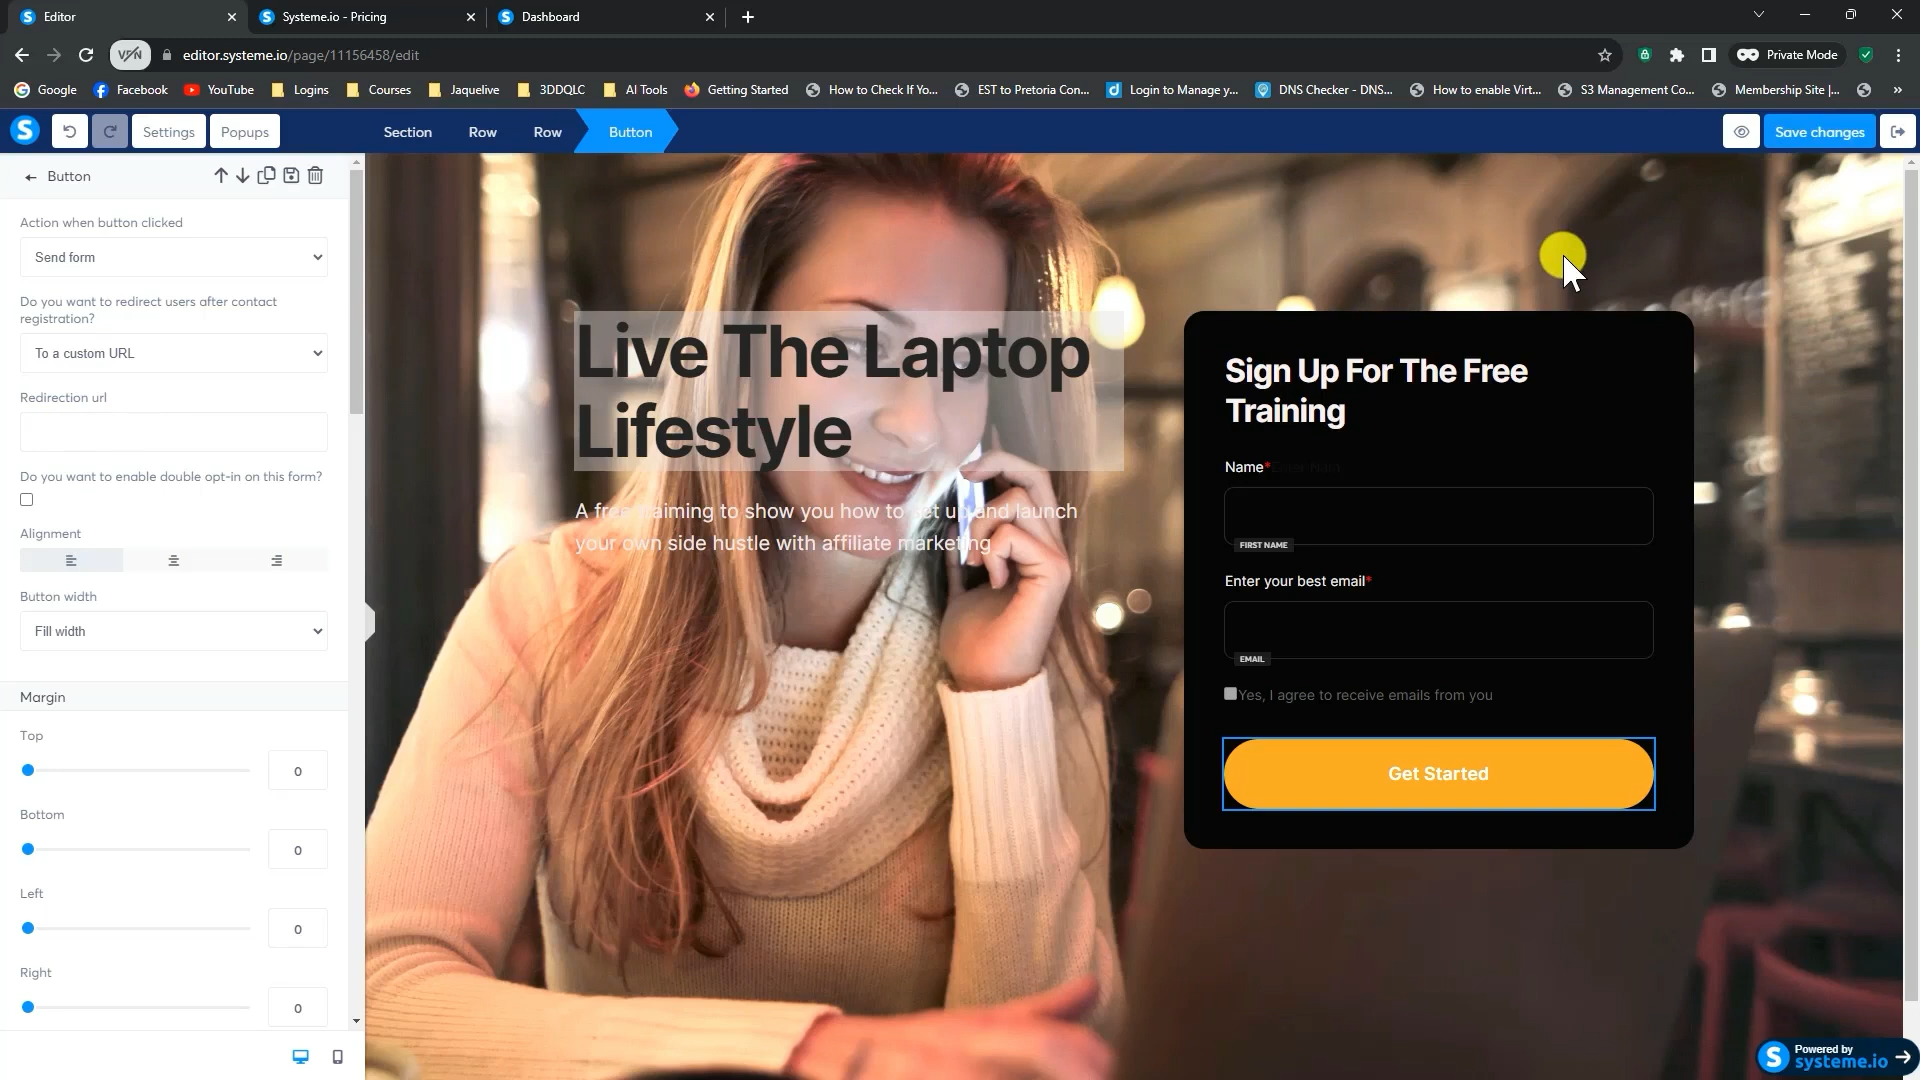 Editor
Systeme.io - Pricing
Dashboard
VPN
editor.systeme.io/page/11156458/edit
Private Mode
Google
Facebook
YouTube
Logins
Courses
Jaquelive
3DDQLC
AI Tools
Getting Started
How to Check If Yo...
EST to Pretoria Con...
Login to Manage y...
DNS Checker - DNS...
How to enable Virt...
S3 Management Co...
Membership Site |...
Settings
Popups
Section
Row
Row
Button
Save changes
Button
Action when button clicked
Send form
Do you want to redirect users after contact
registration?
To a custom URL
Redirection url
Do you want to enable double opt-in on this form?
Alignment
Button width
Fill width
Margin
Top
0
Bottom
0
Left
0
Right
0
Live The Laptop
Lifestyle
A free traiming to show you how to set up and launch
your own side hustle with affiliate marketing
Sign Up For The Free
Training
Name*
FIRST NAME
Enter your best email*
EMAIL
Yes, I agree to receive emails from you
Get Started
Powered by
systeme.io